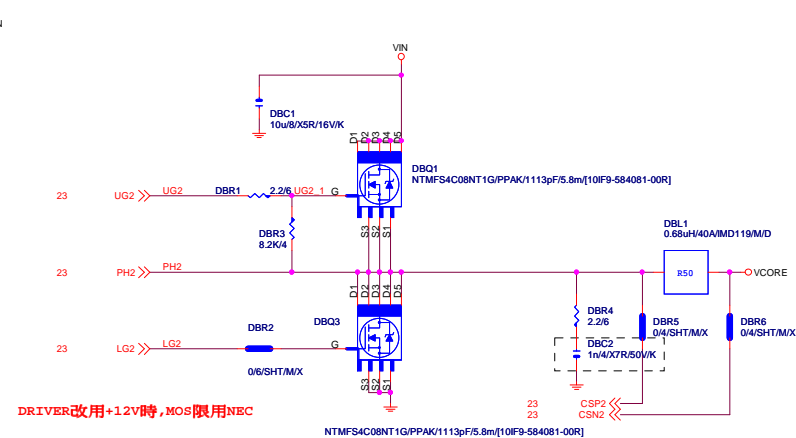 N
VIN
DBC1
10u/8/X5R/16V/K
D1
D2
D3
D4
D5
DBQ1
NTMFS4C08NT1G/PPAK/1113pF/5.8m/[10IF9-584081-00R]
23 UG2 UG2 DBR1 2.2/6 UG2_1 G
S3
S2
S1
DBR3
8.2K/4
DBL1
0.68uH/40A/IMD119/M/D
23 PH2 PH2
R50
VCORE
D1
D2
D3
D4
D5
DBQ3
DBR2
23 LG2 LG2 G
0/6/SHT/M/X
DBR4
2.2/6
DBC2
1n/4/X7R/50V/K
DBR5
0/4/SHT/M/X
DBR6
0/4/SHT/M/X
S3
S2
S1
23 CSP2
23 CSN2
DRIVER改用+12V時,MOS限用NEC
NTMFS4C08NT1G/PPAK/1113pF/5.8m/[10IF9-584081-00R]